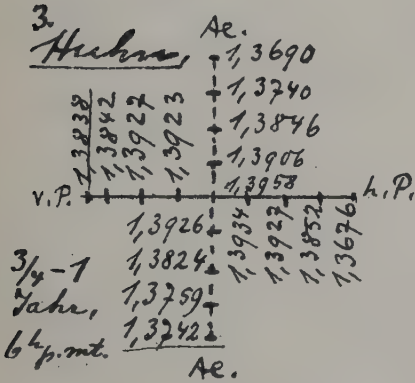 3.
Huhn,
Ae.
1,3690
1,3740
1,3846
1,3906
1,3958
1,3838
1,3842
1,3927
1,3923
v.P.
h.P.
1,3934
1,3927
1,3852
1,3676
1,3926
1,3824
1,3759
1,3742
3/4-1
Jahr,
6 h p.mt.
Ae.